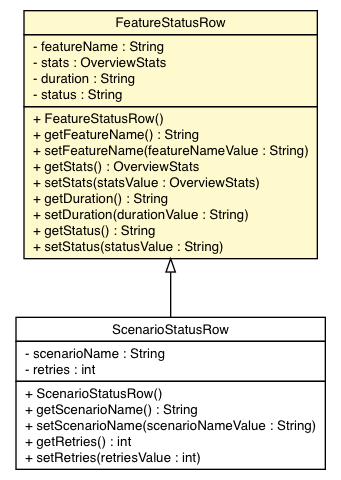 FeatureStatusRow
- featureName : String
- stats : OverviewStats
- duration : String
- status : String
+ FeatureStatusRow()
+ getFeatureName() : String
+ setFeatureName(featureNameValue : String)
+ getStats() : OverviewStats
+ setStats(statsValue : OverviewStats)
+ getDuration() : String
+ setDuration(durationValue : String)
+ getStatus() : String
+ setStatus(statusValue : String)
ScenarioStatusRow
- scenarioName : String
- retries : int
+ ScenarioStatusRow()
+ getScenarioName() : String
+ setScenarioName(scenarioNameValue : String)
+ getRetries() : int
+ setRetries(retriesValue : int)